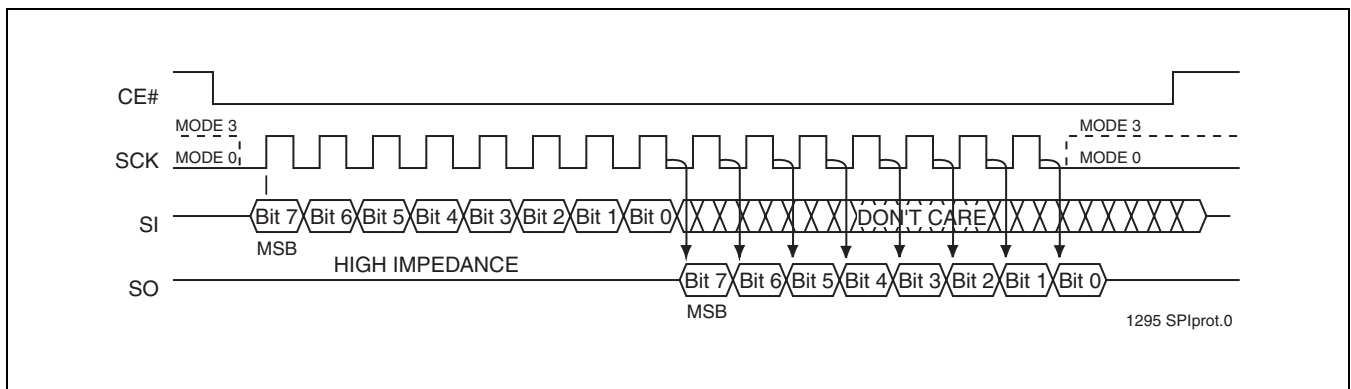 CE#
MODE 3 MODE 3
SCK MODE 0 MODE 0
SI Bit 7 Bit 6 Bit 5 Bit 4 Bit 3 Bit 2 Bit 1 Bit 0 DON'T CARE
MSB
HIGH IMPEDANCE
SO Bit 7 Bit 6 Bit 5 Bit 4 Bit 3 Bit 2 Bit 1 Bit 0
MSB
1295 SPIprot.0